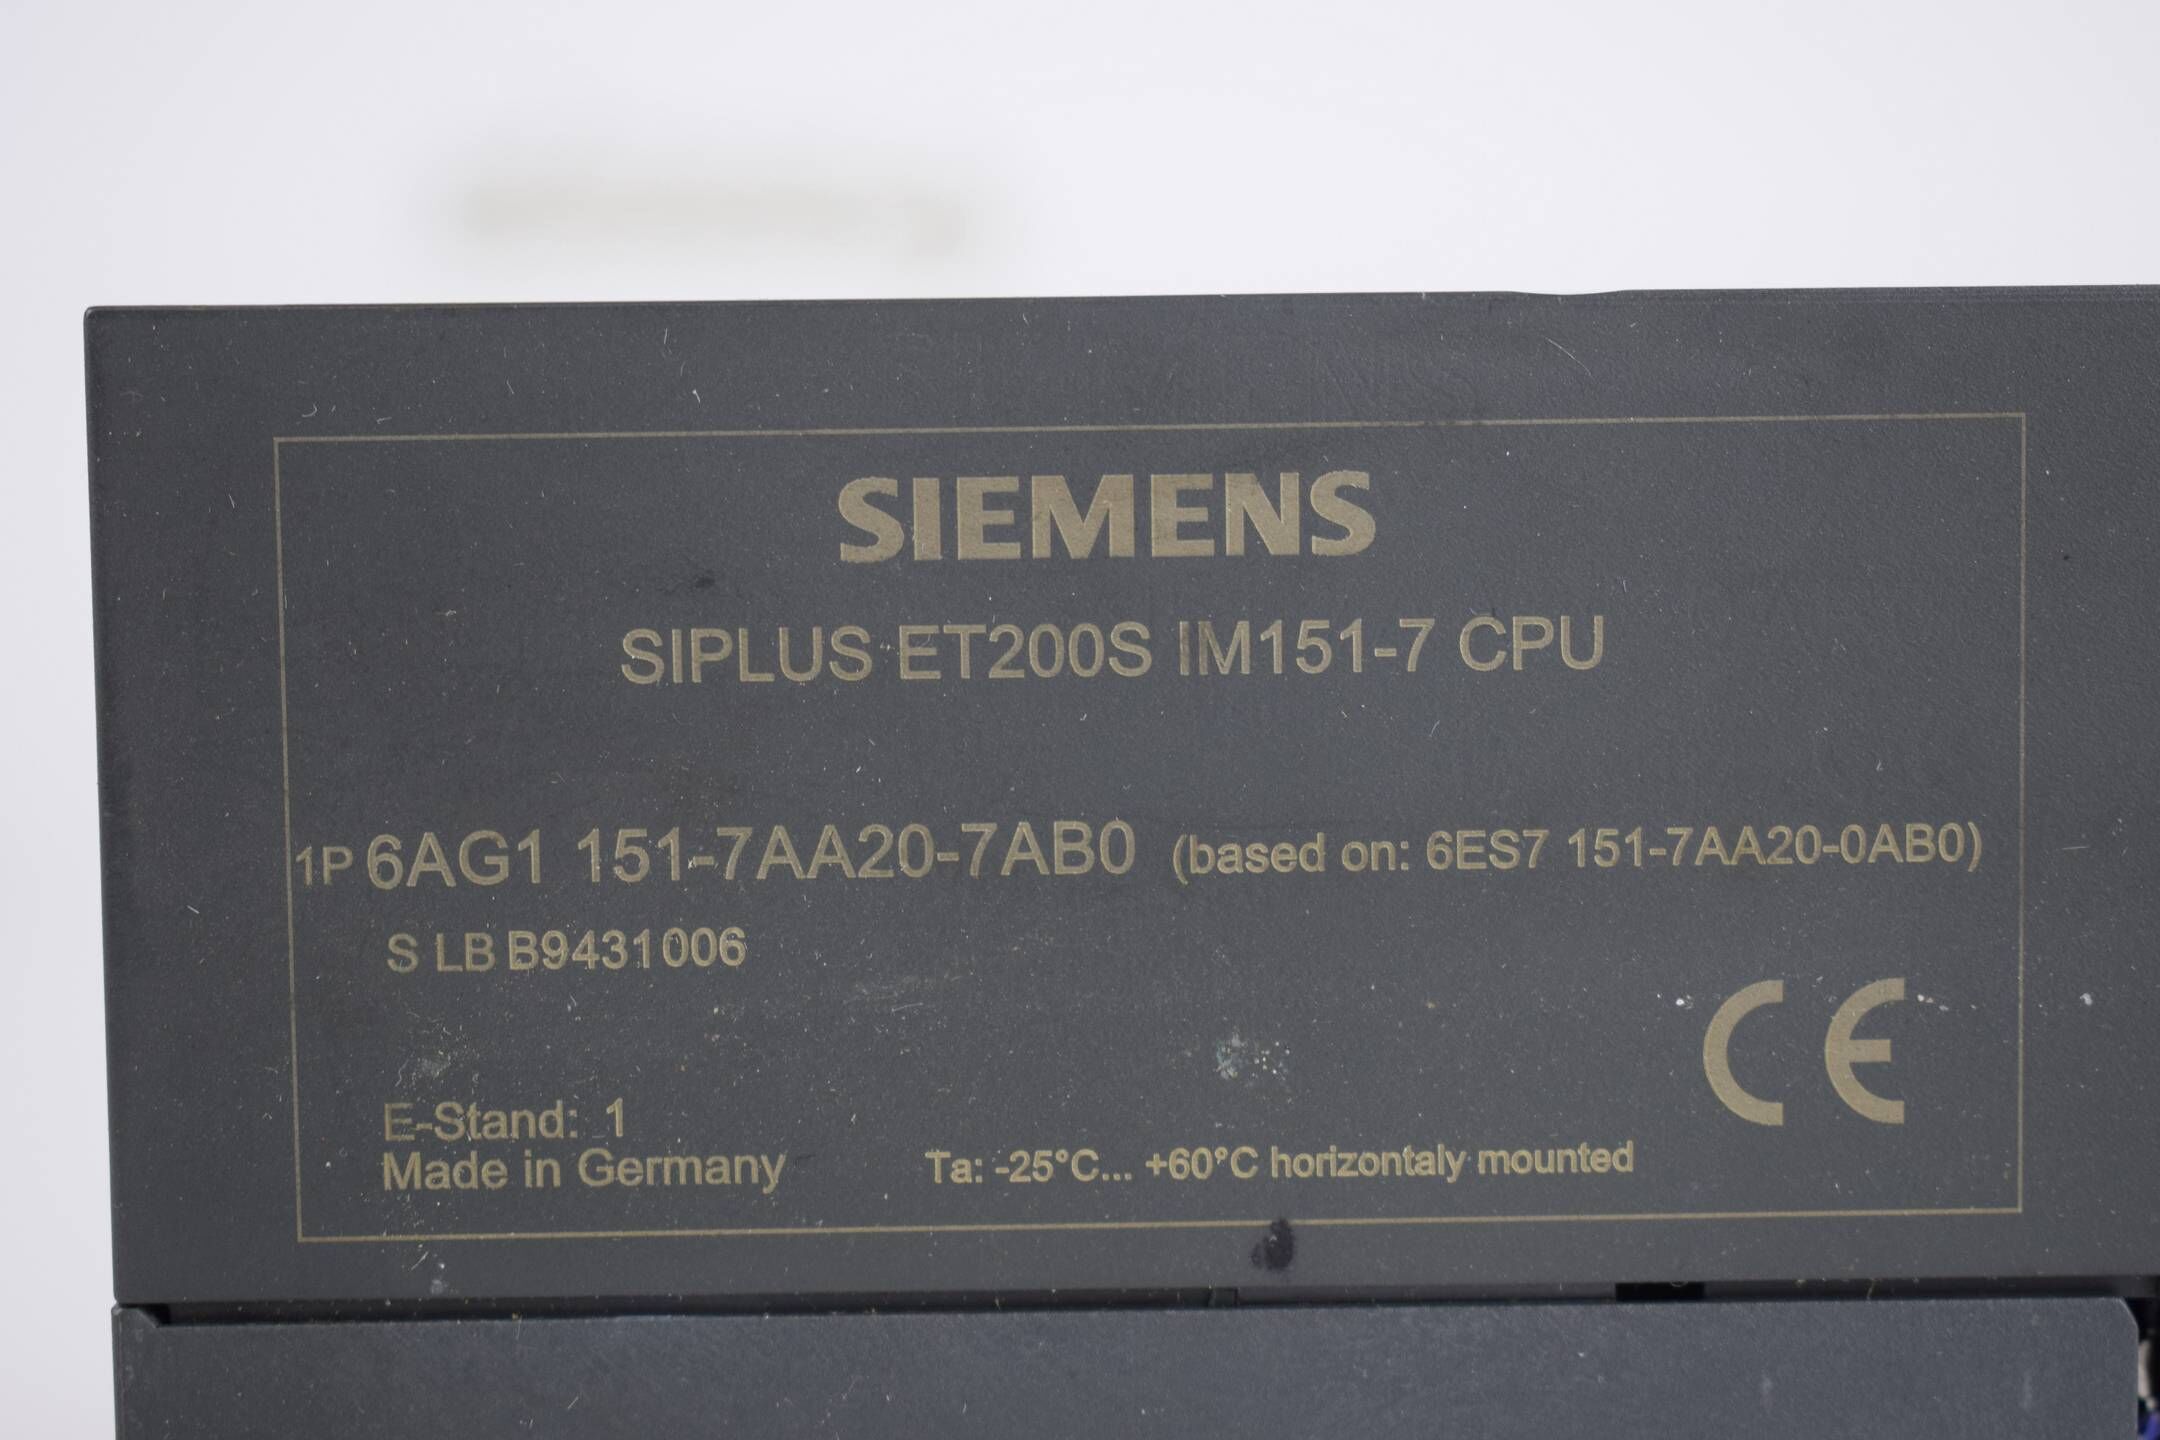 SIEMENS
SIPLUS ET200S IM151-7 CPU
1P 6AG1 151-7AA20-7AB0 (based on: 6ES7 151-7AA20-0AB0)
S LB B9431006
CE
E-Stand: 1
Made in Germany Ta: -25°C... +60°C horizontaly mounted